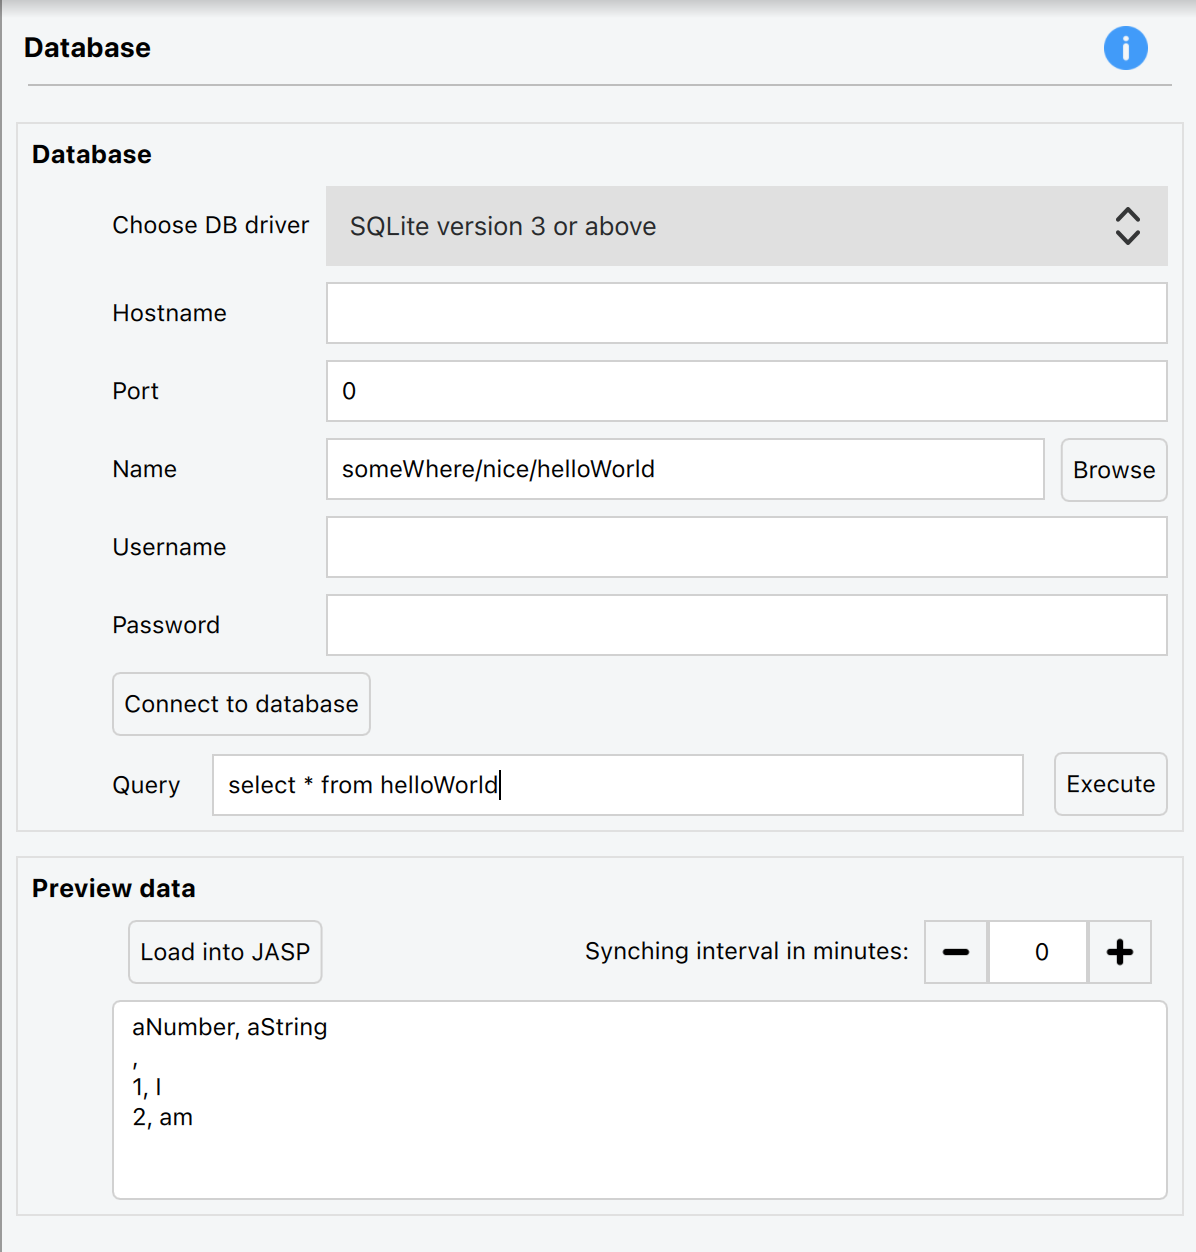 Database
Database
Choose DB driver SQLite version 3 or above
Hostname
Port 0
Name someWhere/nice/helloWorld Browse
Username
Password
Connect to database
Query select * from helloWorld Execute
Preview data
Load into JASP Synching interval in minutes: 0
aNumber, aString
,
1, I
2, am